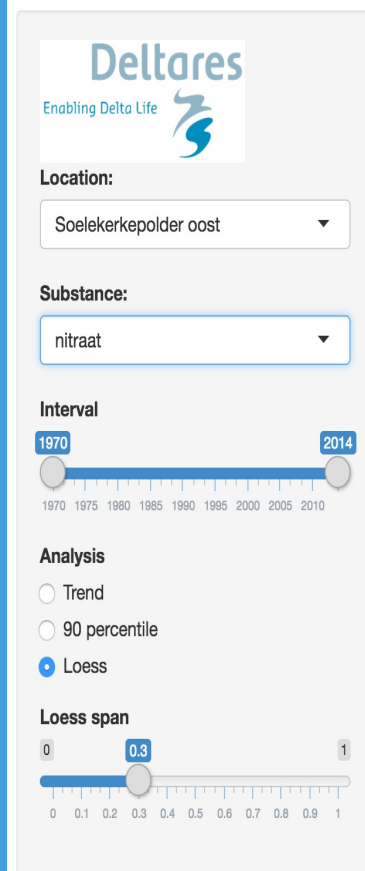 Deltares
Enabling Delta Life
Location:
Soelekerkepolder oost
Substance:
nitraat
Interval
1970 2014
1970 1975 1980 1985 1990 1995 2000 2005 2010
Analysis
Trend
90 percentile
Loess
Loess span
0 0.3 1
0 0.1 0.2 0.3 0.4 0.5 0.6 0.7 0.8 0.9 1